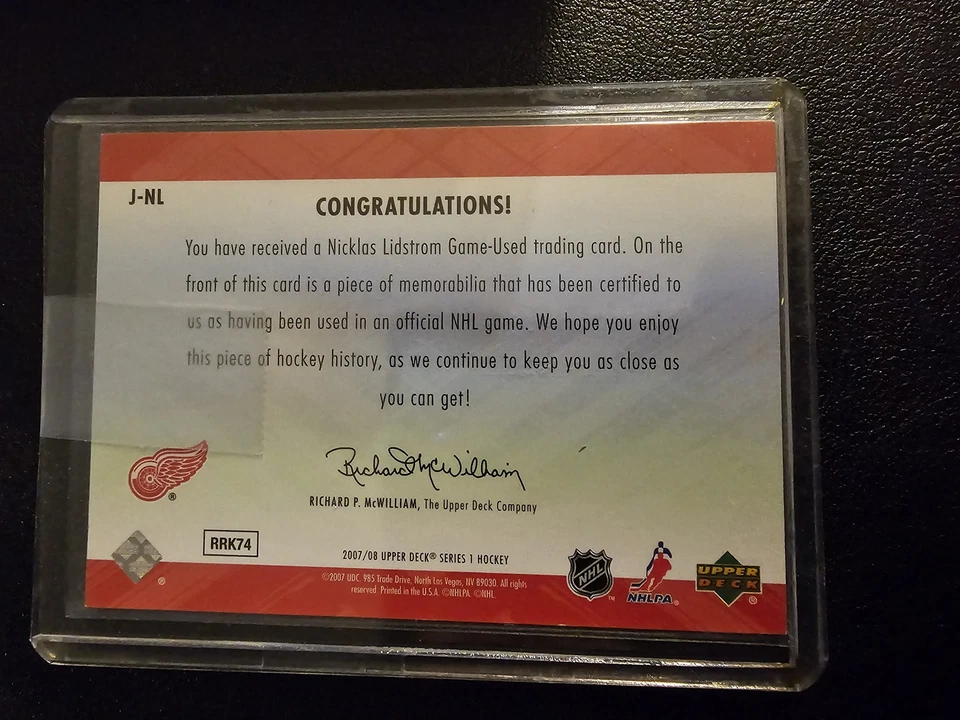 J-NL
CONGRATULATIONS!
You have received a Nicklas Lidstrom Game-Used trading card. On the
front of this card is a piece of memorabilia that has been certified to
us as having been used in an official NHL game. We hope you enjoy
this piece of hockey history, as we continue to keep you as close as
you can get!
Richard McWilliam
RICHARD P. McWILLIAM, The Upper Deck Company
RRK74
2007/08 UPPER DECK® SERIES 1 HOCKEY
©2007 UDC. 985 Trade Drive, North Las Vegas, NV 89030. All rights
reserved Printed in the U.S.A. ©NHLPA ©NHL.
NHL™
NHLPA®
UPPER
DECK®